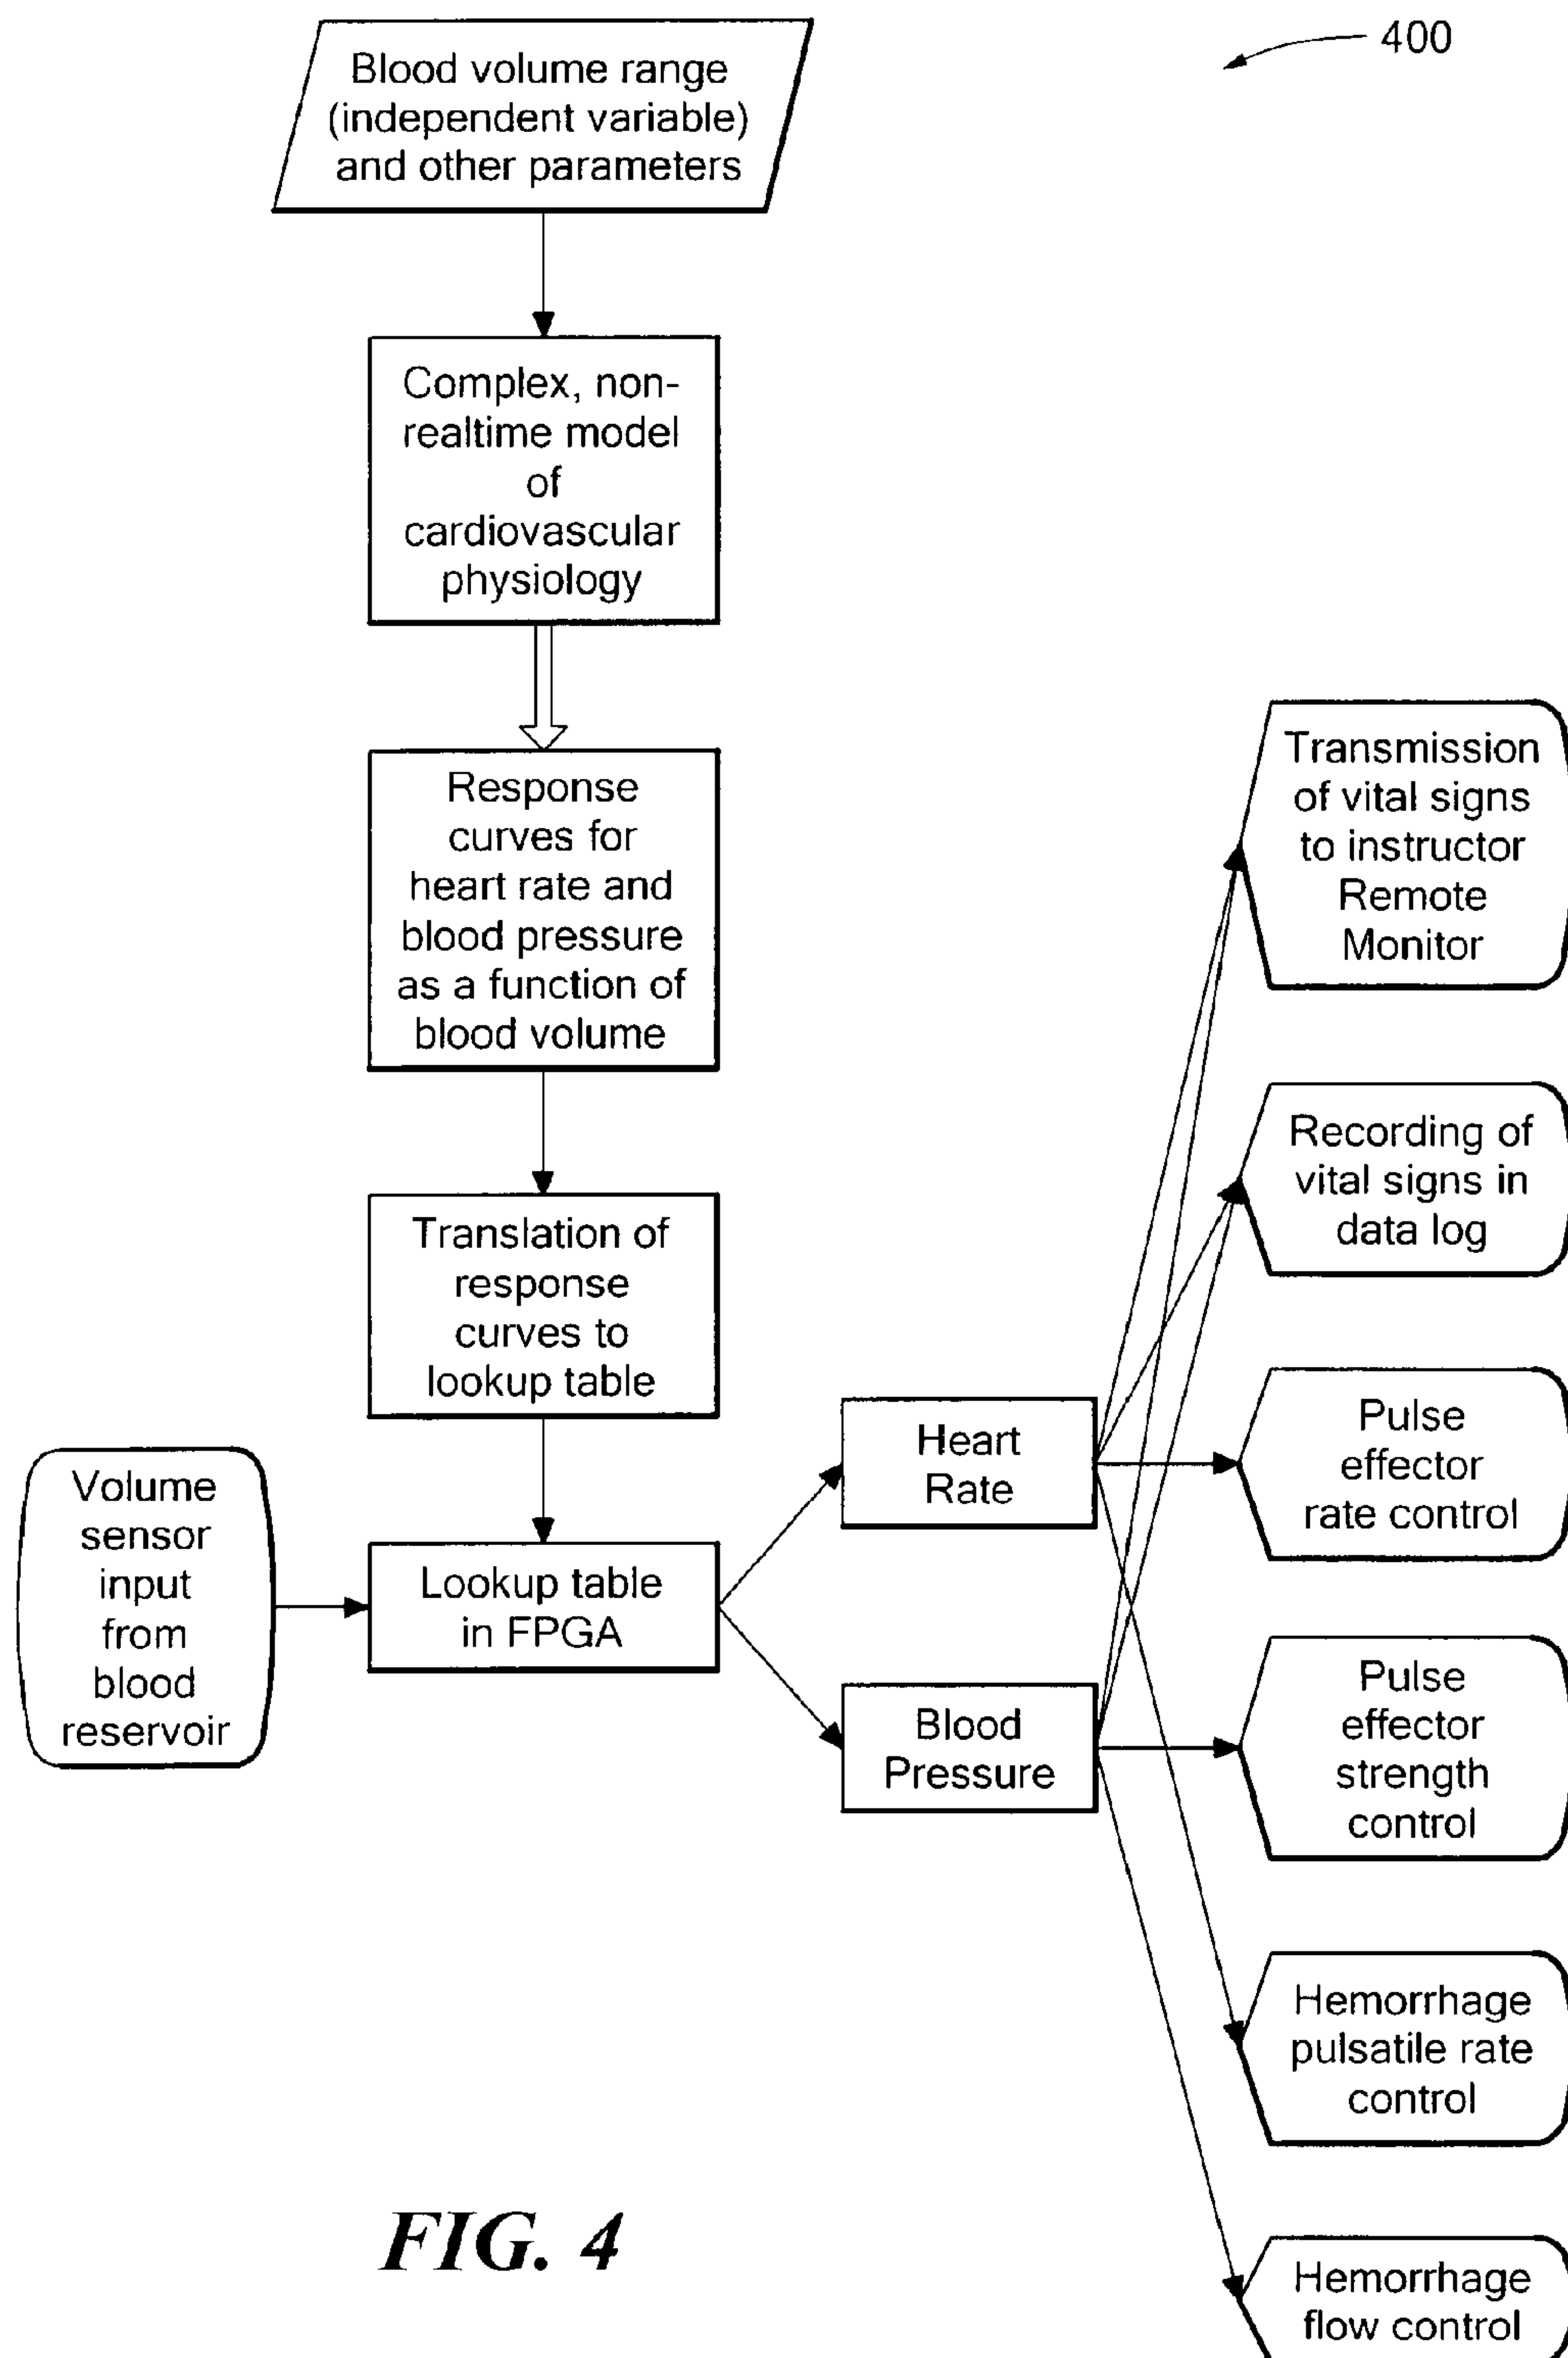 400
Blood volume range
(independent variable)
and other parameters
Complex, non-
realtime model
of
cardiovascular
physiology
Response
curves for
heart rate and
blood pressure
as a function of
blood volume
Translation of
response
curves to
lookup table
Volume
sensor
input
from
blood
reservoir
Lookup table
in FPGA
Heart
Rate
Blood
Pressure
Transmission
of vital signs
to instructor
Remote
Monitor
Recording of
vital signs in
data log
Pulse
effector
rate control
Pulse
effector
strength
control
Hemorrhage
pulsatile rate
control
Hemorrhage
flow control
FIG. 4